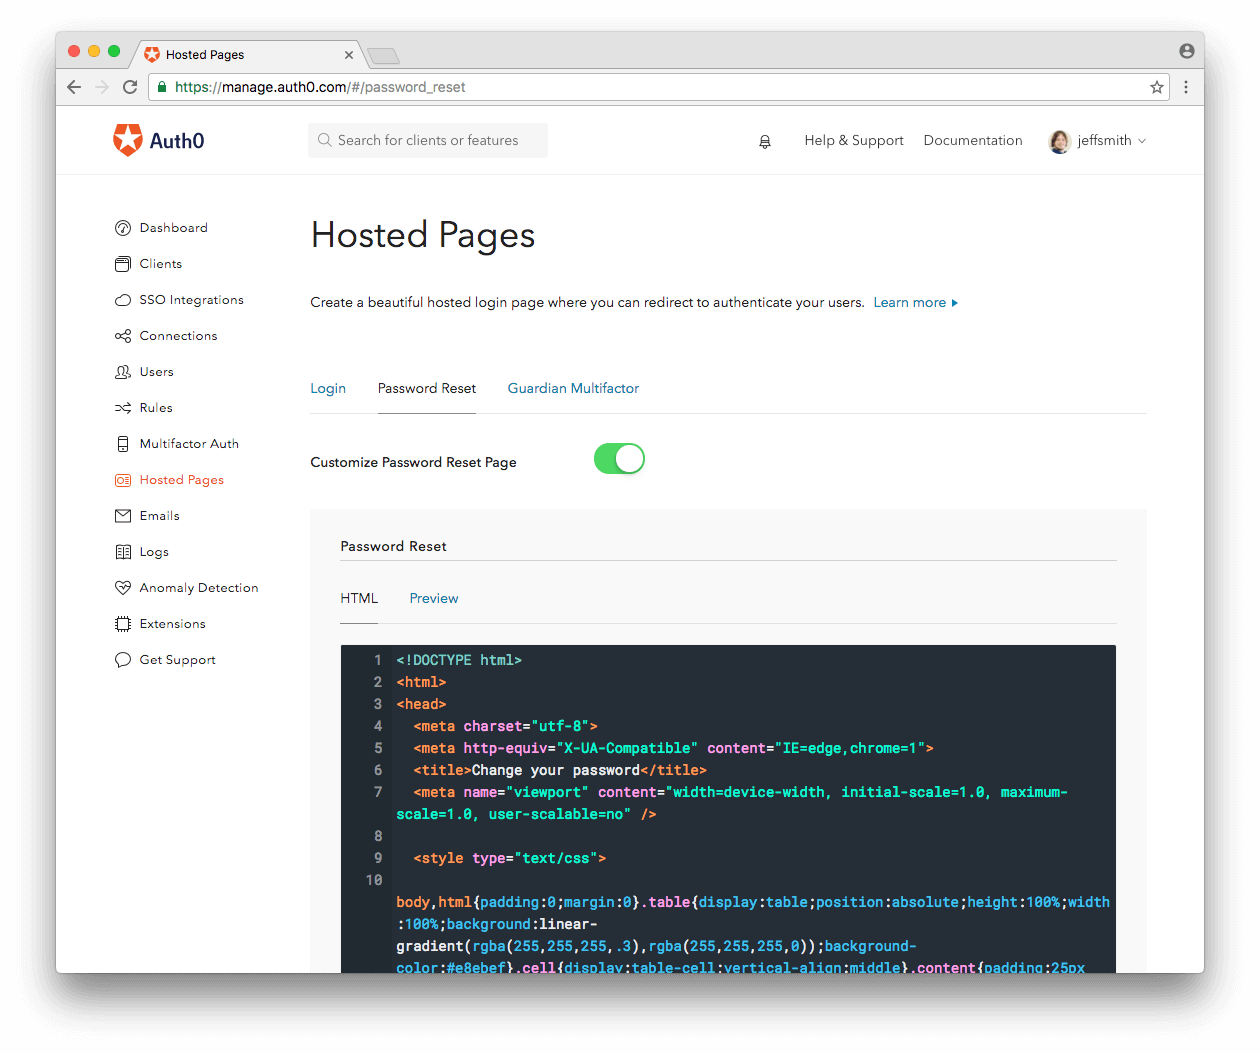 Hosted Pages
https://manage.auth0.com/#/password_reset
Auth0
Search for clients or features
Help & Support
Documentation
jeffsmith
Dashboard
Clients
SSO Integrations
Connections
Users
Rules
Multifactor Auth
Hosted Pages
Emails
Logs
Anomaly Detection
Extensions
Get Support
Hosted Pages
Create a beautiful hosted login page where you can redirect to authenticate your users. Learn more
Login
Password Reset
Guardian Multifactor
Customize Password Reset Page
Password Reset
HTML
Preview
1 <!DOCTYPE html>
2 <html>
3 <head>
4 <meta charset="utf-8">
5 <meta http-equiv="X-UA-Compatible" content="IE=edge,chrome=1">
6 <title>Change your password</title>
7 <meta name="viewport" content="width=device-width, initial-scale=1.0, maximum-
scale=1.0, user-scalable=no" />
8
9 <style type="text/css">
10
body,html{padding:0;margin:0}.table{display:table;position:absolute;height:100%;width
:100%;background:linear-
gradient(rgba(255,255,255,.3),rgba(255,255,255,0));background-
color:#e8ebef}.cell{display:table-cell;vertical-align:middle}.content{padding:25px